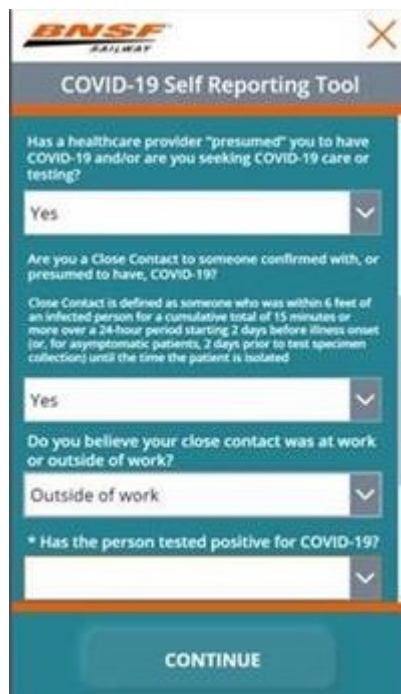 BNSF
RAILWAY
COVID-19 Self Reporting Tool
Has a healthcare provider "presumed" you to have
COVID-19 and/or are you seeking COVID-19 care or
testing?
Yes
Are you a Close Contact to someone confirmed with, or
presumed to have, COVID-19?
Close Contact is defined as someone who was within 6 feet of
an infected person for a cumulative total of 15 minutes or
more over a 24-hour period starting 2 days before illness onset
(or, for asymptomatic patients, 2 days prior to test specimen
collection) until the time the patient is isolated
Yes
Do you believe your close contact was at work
or outside of work?
Outside of work
* Has the person tested positive for COVID-19?
CONTINUE